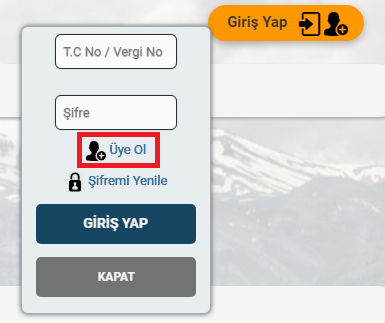 Giriş Yap
T.C No / Vergi No
Şifre
Üye Ol
Şifremi Yenile
GİRİŞ YAP
KAPAT